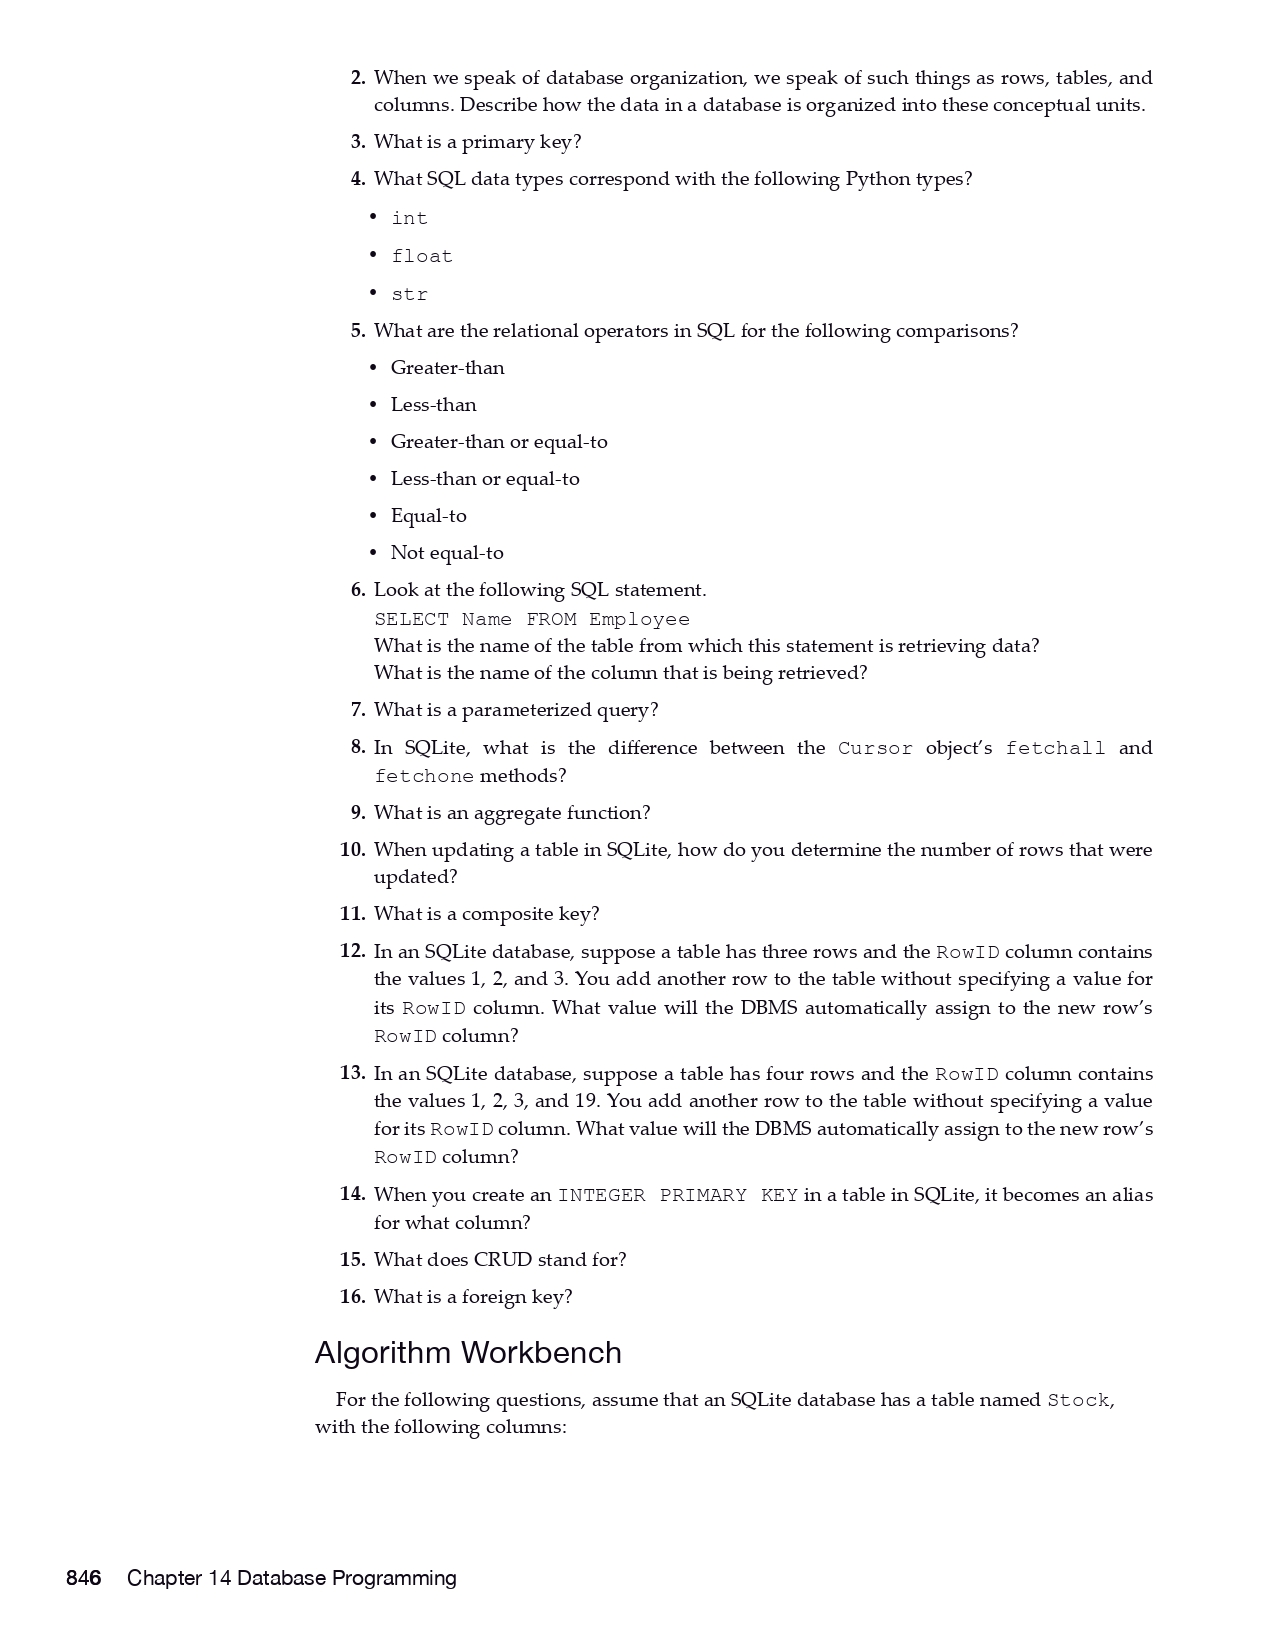 2. When we speak of database organization, we speak of such things as rows, tables, and
columns. Describe how the data in a database is organized into these conceptual units.
3. What is a primary key?
4. What SQL data types correspond with the following Python types?
• int
• float
• str
5. What are the relational operators in SQL for the following comparisons?
• Greater-than
• Less-than
• Greater-than or equal-to
• Less-than or equal-to
• Equal-to
• Not equal-to
6. Look at the following SQL statement.
SELECT Name FROM Employee
What is the name of the table from which this statement is retrieving data?
What is the name of the column that is being retrieved?
7. What is a parameterized query?
8. In SQLite, what is the difference between the Cursor object’s fetchall and
fetchone methods?
9. What is an aggregate function?
10. When updating a table in SQLite, how do you determine the number of rows that were
updated?
11. What is a composite key?
12. In an SQLite database, suppose a table has three rows and the RowID column contains
the values 1, 2, and 3. You add another row to the table without specifying a value for
its RowID column. What value will the DBMS automatically assign to the new row’s
RowID column?
13. In an SQLite database, suppose a table has four rows and the RowID column contains
the values 1, 2, 3, and 19. You add another row to the table without specifying a value
for its RowID column. What value will the DBMS automatically assign to the new row’s
RowID column?
14. When you create an INTEGER PRIMARY KEY in a table in SQLite, it becomes an alias
for what column?
15. What does CRUD stand for?
16. What is a foreign key?
Algorithm Workbench
For the following questions, assume that an SQLite database has a table named Stock,
with the following columns:
846 Chapter 14 Database Programming